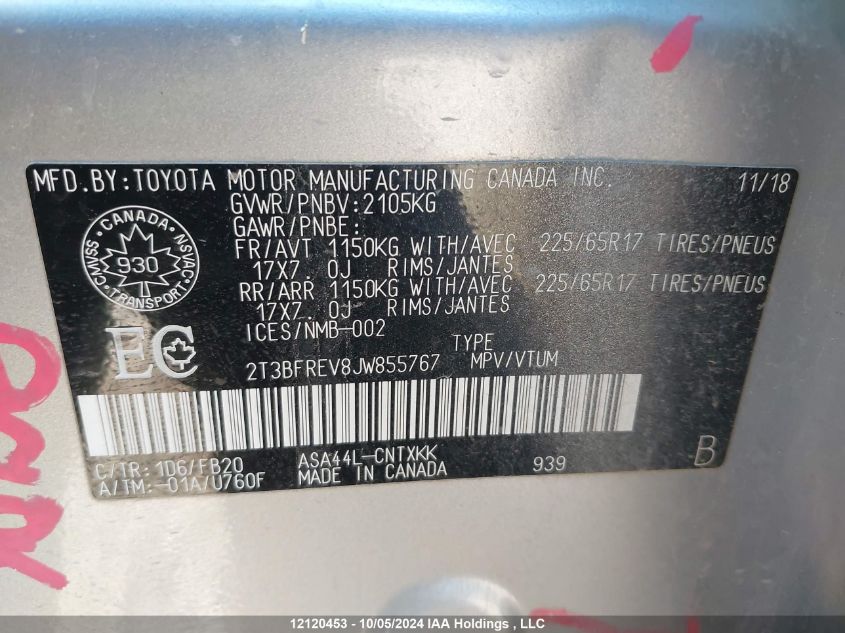 MFD.BY:TOYOTA MOTOR MANUFACTURING CANADA INC. 11/18
GVWR/PNBV:2105KG
GAWR/PNBE:
FR/AVT 1150KG WITH/AVEC 225/65R17 TIRES/PNEUS
17X7 0J RIMS/JANTES
RR/ARR 1150KG WITH/AVEC 225/65R17 TIRES/PNEUS
17X7 0J RIMS/JANTES
ICES/NMB-002
CANADA
CMVSS NSVAC
930
TRANSPORT
EC
TYPE
2T3BFREV8JW855767 MPV/VTUM
C/TR: 1D6/FB20 ASA44L-CNTXKK 939 B
A/TM:-01A/U760F MADE IN CANADA
12120453 - 10/05/2024 IAA Holdings, LLC